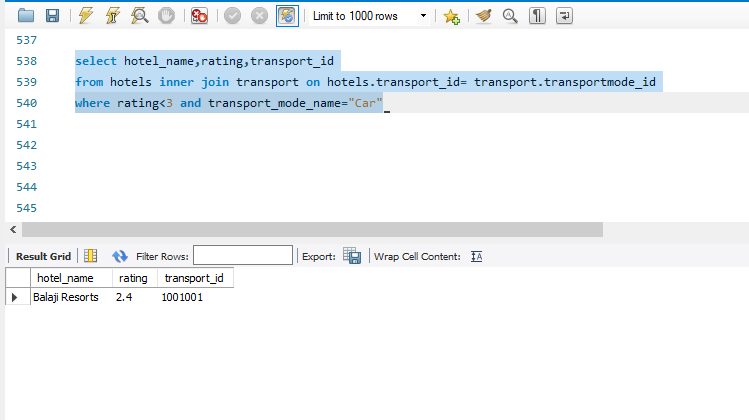 Limit to 1000 rows
537
538 select hotel_name,rating,transport_id
539 from hotels inner join transport on hotels.transport_id= transport.transportmode_id
540 where rating<3 and transport_mode_name="Car"
541
542
543
544
545
Result Grid Filter Rows: Export: Wrap Cell Content:
hotel_name rating transport_id
Balaji Resorts 2.4 1001001